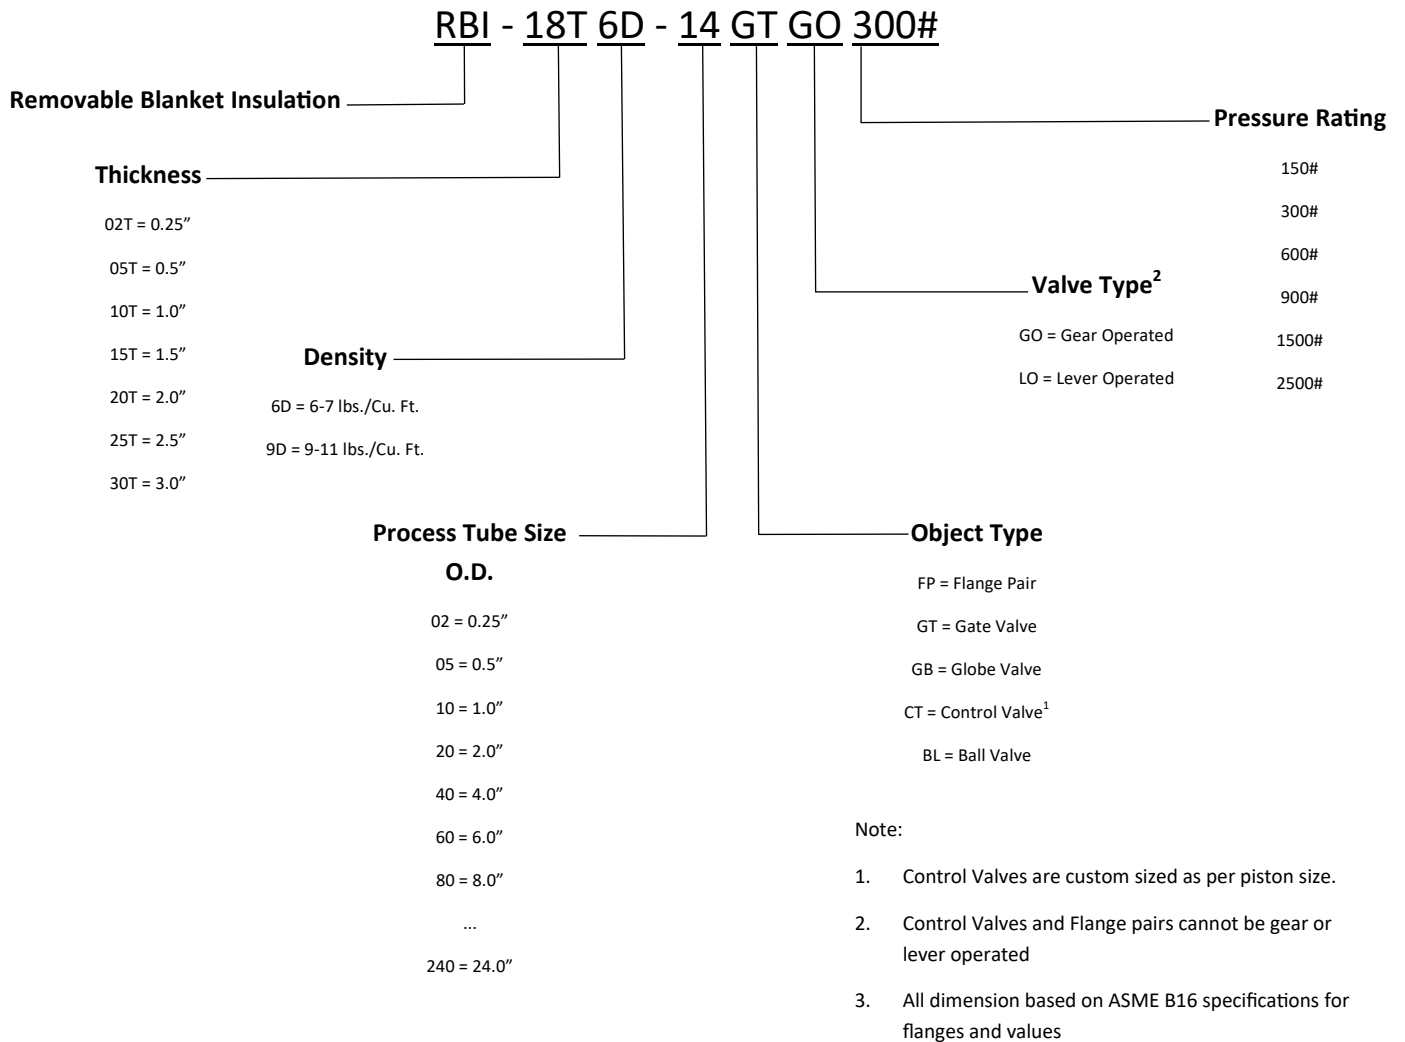 RBI - 18T 6D - 14 GT GO 300#
Removable Blanket Insulation
Pressure Rating
150#
300#
600#
900#
1500#
2500#
Thickness
02T = 0.25”
05T = 0.5”
10T = 1.0”
15T = 1.5”
20T = 2.0”
25T = 2.5”
30T = 3.0”
Valve Type2
GO = Gear Operated
LO = Lever Operated
Density
6D = 6-7 lbs./Cu. Ft.
9D = 9-11 lbs./Cu. Ft.
Process Tube Size
O.D.
02 = 0.25”
05 = 0.5”
10 = 1.0”
20 = 2.0”
40 = 4.0”
60 = 6.0”
80 = 8.0”
...
240 = 24.0”
Object Type
FP = Flange Pair
GT = Gate Valve
GB = Globe Valve
CT = Control Valve1
BL = Ball Valve
Note:
1. Control Valves are custom sized as per piston size.
2. Control Valves and Flange pairs cannot be gear or
lever operated
3. All dimension based on ASME B16 specifications for
flanges and values